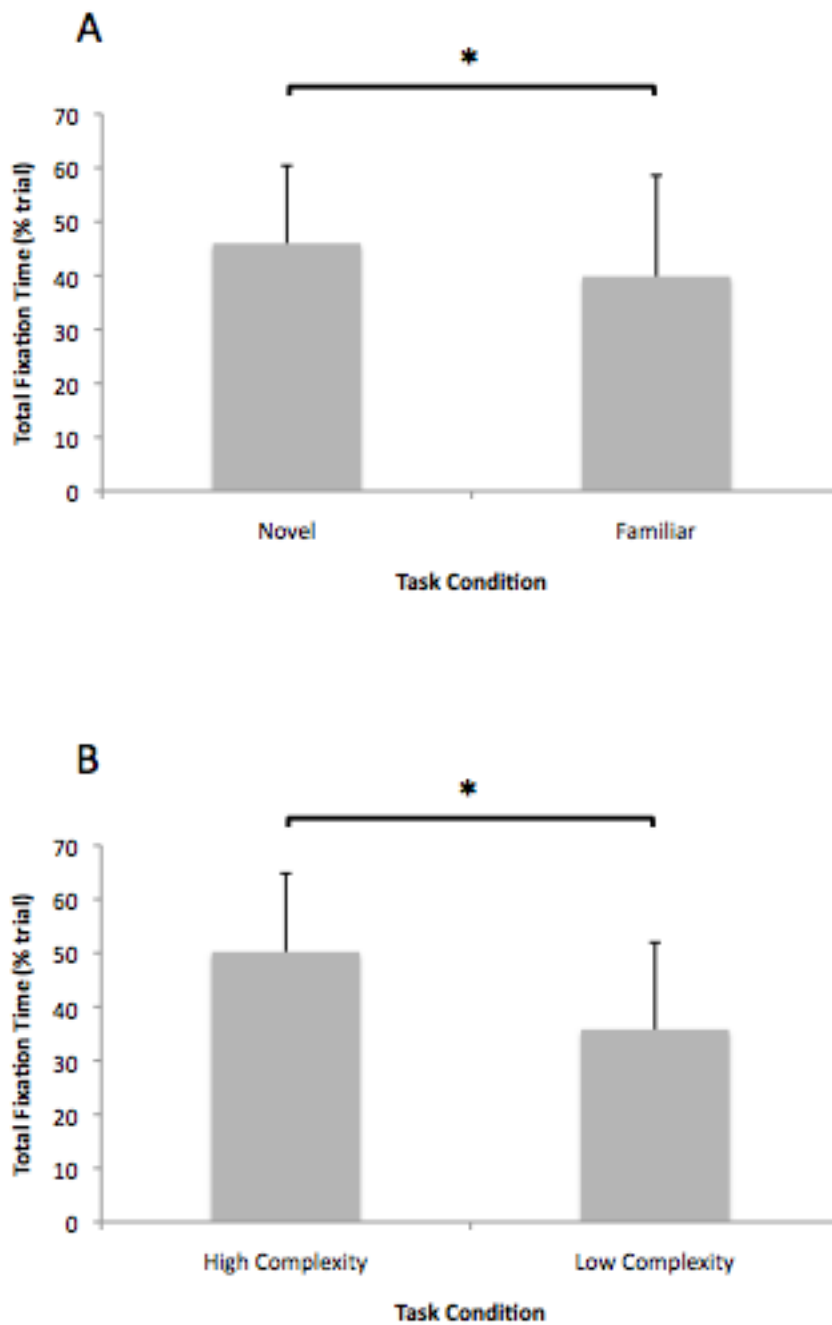 A
*
Total Fixation Time (% trial)
70
60
50
40
30
20
10
0
Novel
Familiar
Task Condition
B
*
Total Fixation Time (% trial)
70
60
50
40
30
20
10
0
High Complexity
Low Complexity
Task Condition